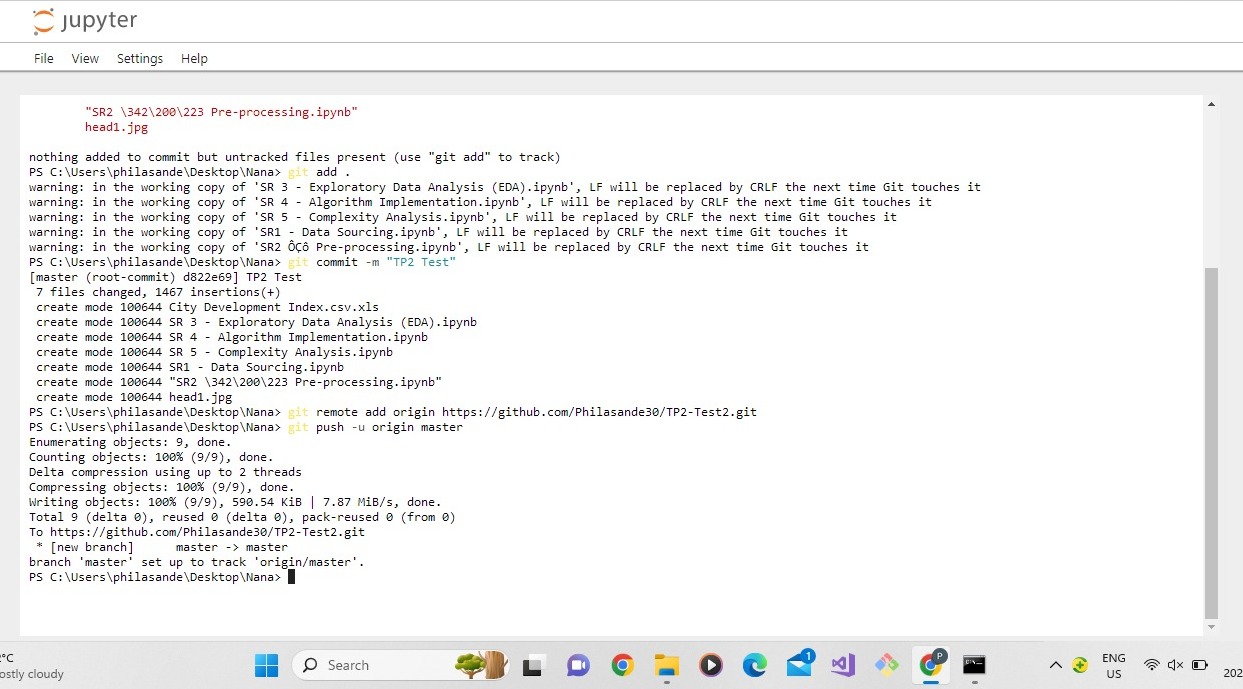 jupyter
File View Settings Help
"SR2 \342\200\223 Pre-processing.ipynb"
head1.jpg
nothing added to commit but untracked files present (use "git add" to track)
PS C:\Users\philasande\Desktop\Nana> git add .
warning: in the working copy of 'SR 3 - Exploratory Data Analysis (EDA).ipynb', LF will be replaced by CRLF the next time Git touches it
warning: in the working copy of 'SR 4 - Algorithm Implementation.ipynb', LF will be replaced by CRLF the next time Git touches it
warning: in the working copy of 'SR 5 - Complexity Analysis.ipynb', LF will be replaced by CRLF the next time Git touches it
warning: in the working copy of 'SR1 - Data Sourcing.ipynb', LF will be replaced by CRLF the next time Git touches it
warning: in the working copy of 'SR2 ÔÇô Pre-processing.ipynb', LF will be replaced by CRLF the next time Git touches it
PS C:\Users\philasande\Desktop\Nana> git commit -m "TP2 Test"
[master (root-commit) d822e69] TP2 Test
7 files changed, 1467 insertions(+)
create mode 100644 City Development Index.csv.xls
create mode 100644 SR 3 - Exploratory Data Analysis (EDA).ipynb
create mode 100644 SR 4 - Algorithm Implementation.ipynb
create mode 100644 SR 5 - Complexity Analysis.ipynb
create mode 100644 SR1 - Data Sourcing.ipynb
create mode 100644 "SR2 \342\200\223 Pre-processing.ipynb"
create mode 100644 head1.jpg
PS C:\Users\philasande\Desktop\Nana> git remote add origin https://github.com/Philasande30/TP2-Test2.git
PS C:\Users\philasande\Desktop\Nana> git push -u origin master
Enumerating objects: 9, done.
Counting objects: 100% (9/9), done.
Delta compression using up to 2 threads
Compressing objects: 100% (9/9), done.
Writing objects: 100% (9/9), 590.54 KiB | 7.87 MiB/s, done.
Total 9 (delta 0), reused 0 (delta 0), pack-reused 0 (from 0)
To https://github.com/Philasande30/TP2-Test2.git
* [new branch] master -> master
branch 'master' set up to track 'origin/master'.
PS C:\Users\philasande\Desktop\Nana>
°C
ostly cloudy
Search
1
P
ENG
US
202